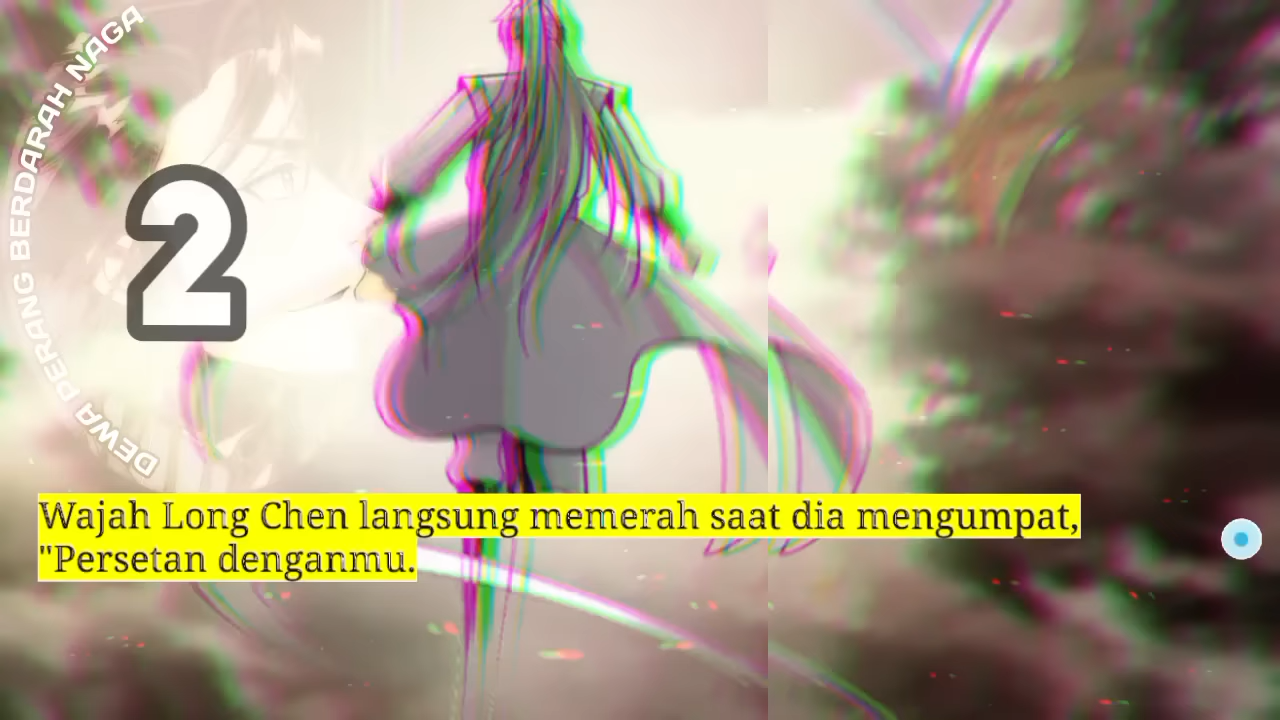 DEWA PERANG BERDARAH NAGA
2
Wajah Long Chen langsung memerah saat dia mengumpat,
"Persetan denganmu.